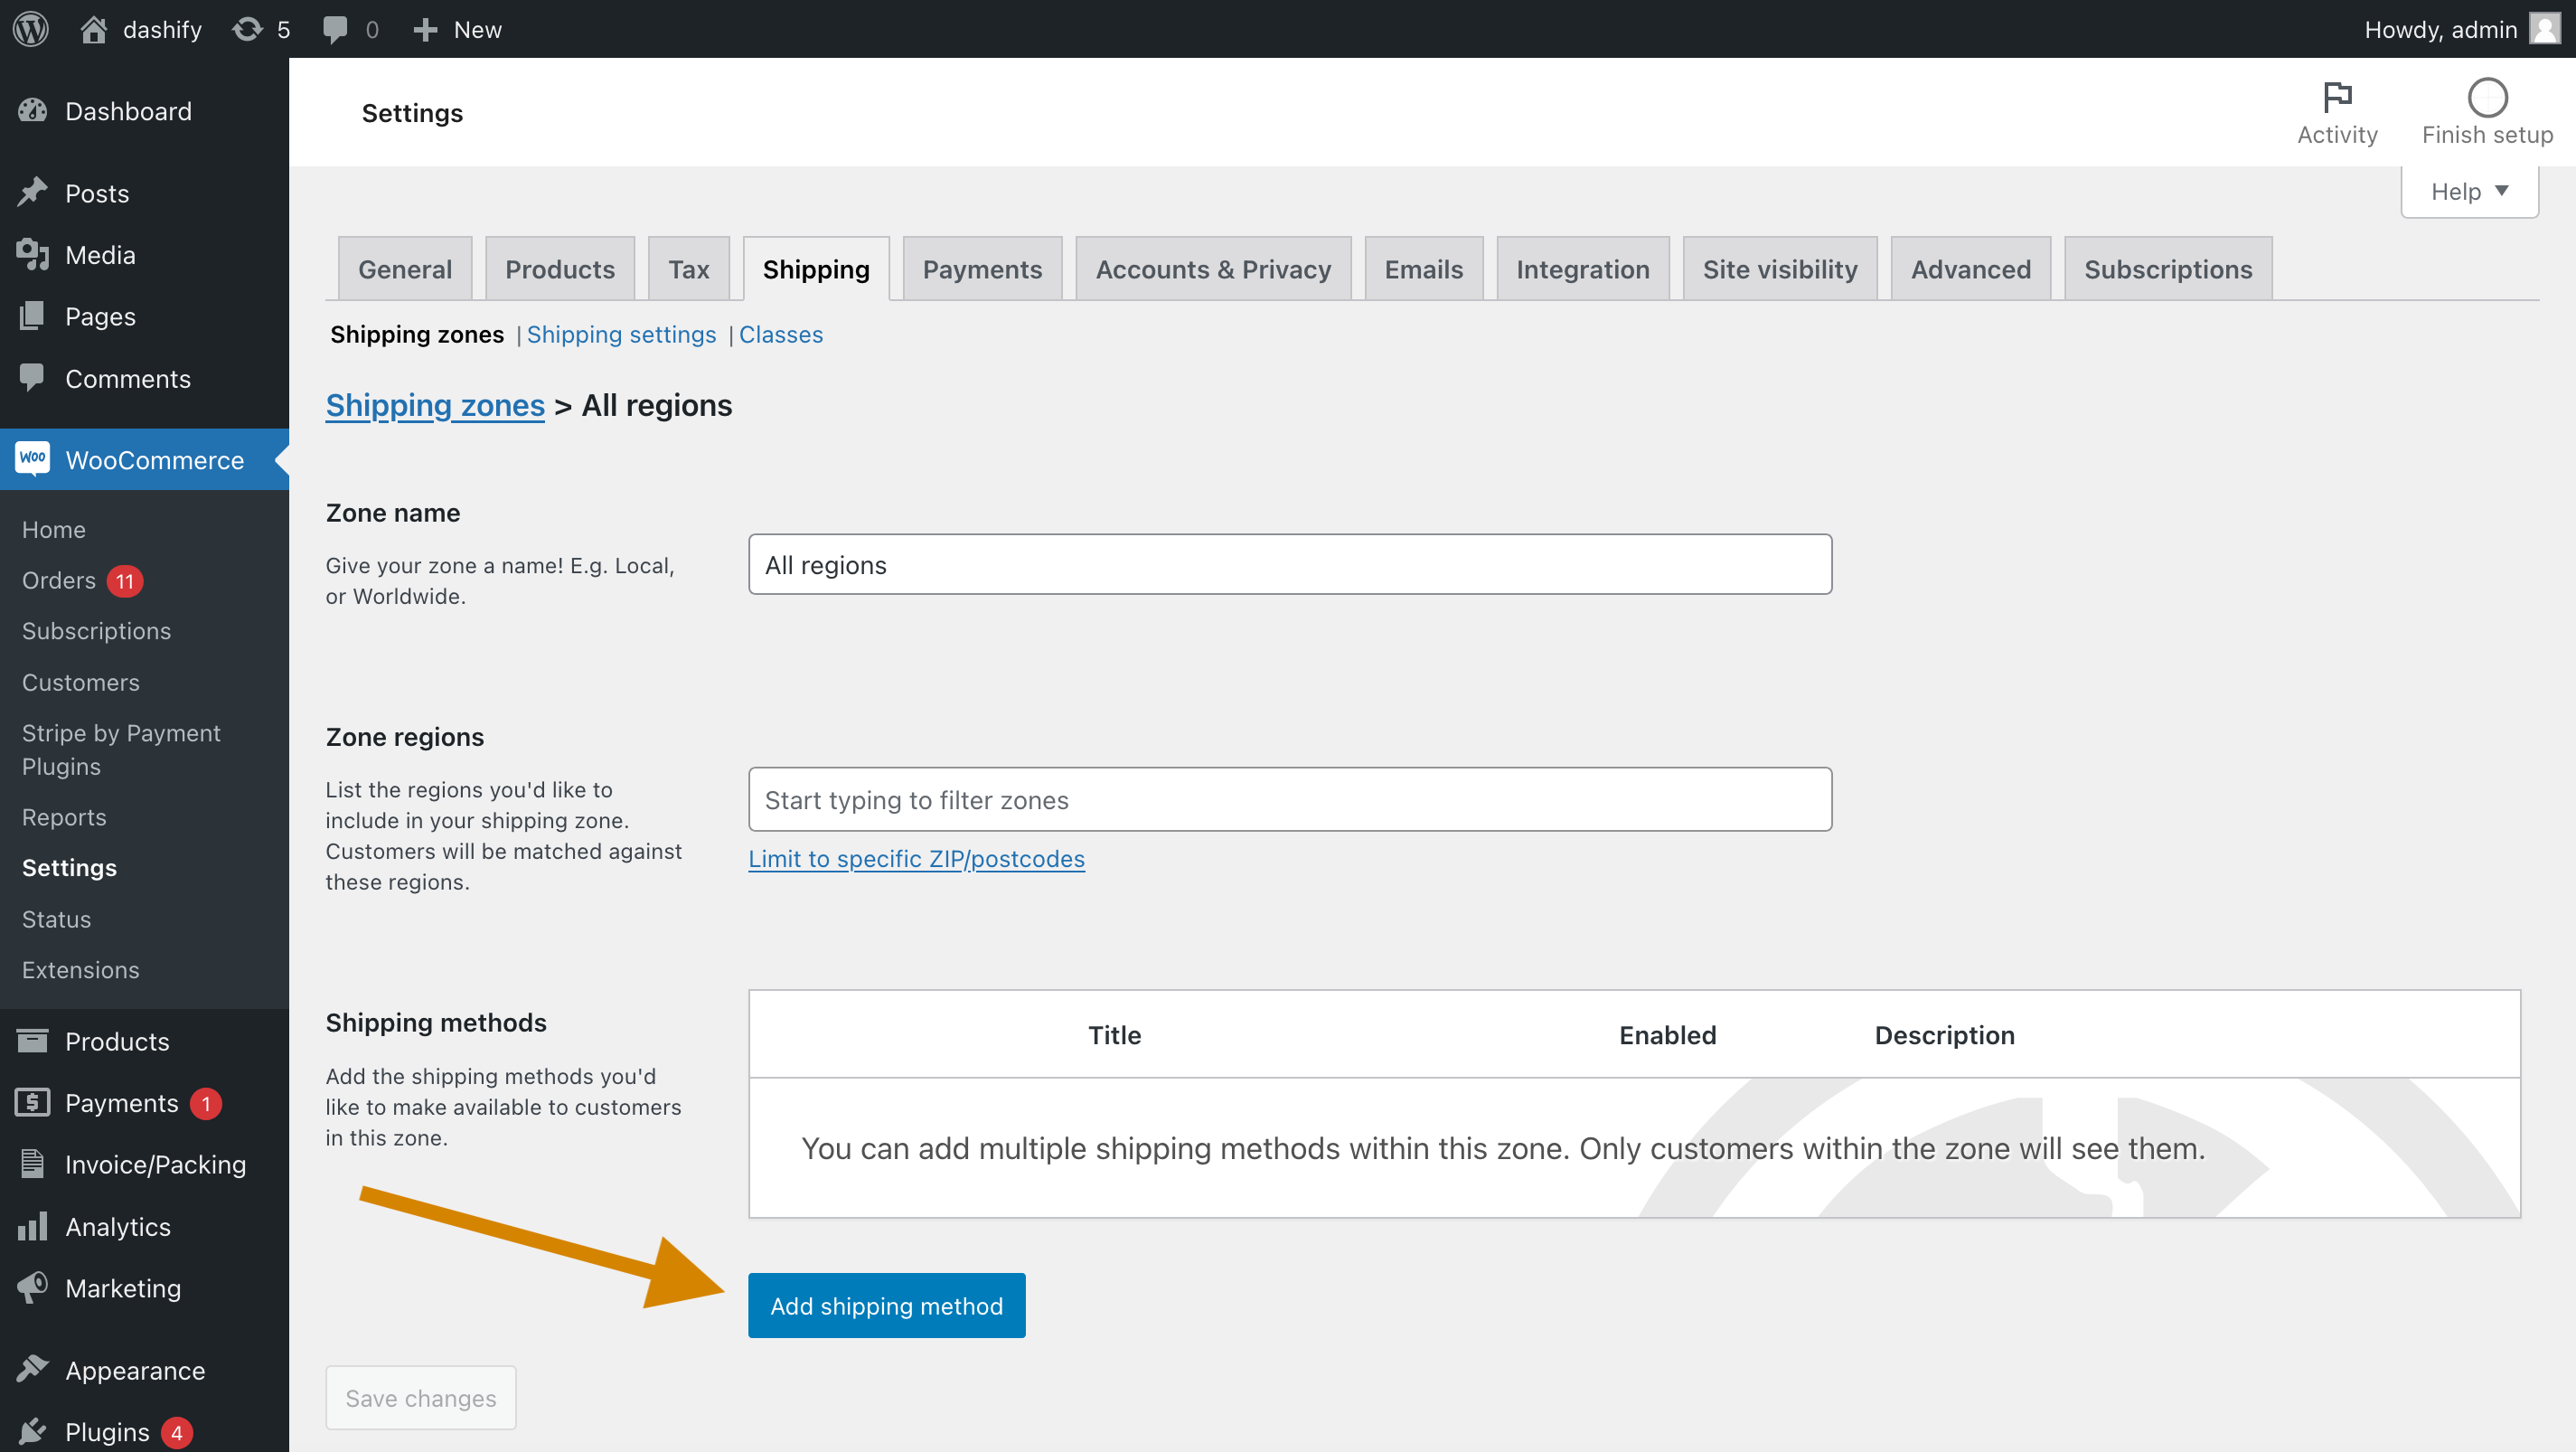 dashify 5 0 New Howdy, admin
Dashboard
Posts
Media
Pages
Comments
Woo WooCommerce
Home
Orders 11
Subscriptions
Customers
Stripe by Payment
Plugins
Reports
Settings
Status
Extensions
Products
Payments 1
Invoice/Packing
Analytics
Marketing
Appearance
Plugins 4
Settings
Activity
Finish setup
Help
General Products Tax Shipping Payments Accounts & Privacy Emails Integration Site visibility Advanced Subscriptions
Shipping zones | Shipping settings | Classes
Shipping zones > All regions
Zone name
Give your zone a name! E.g. Local,
or Worldwide.
All regions
Zone regions
List the regions you'd like to
include in your shipping zone.
Customers will be matched against
these regions.
Start typing to filter zones
Limit to specific ZIP/postcodes
Shipping methods
Add the shipping methods you'd
like to make available to customers
in this zone.
Title Enabled Description
You can add multiple shipping methods within this zone. Only customers within the zone will see them.
Add shipping method
Save changes